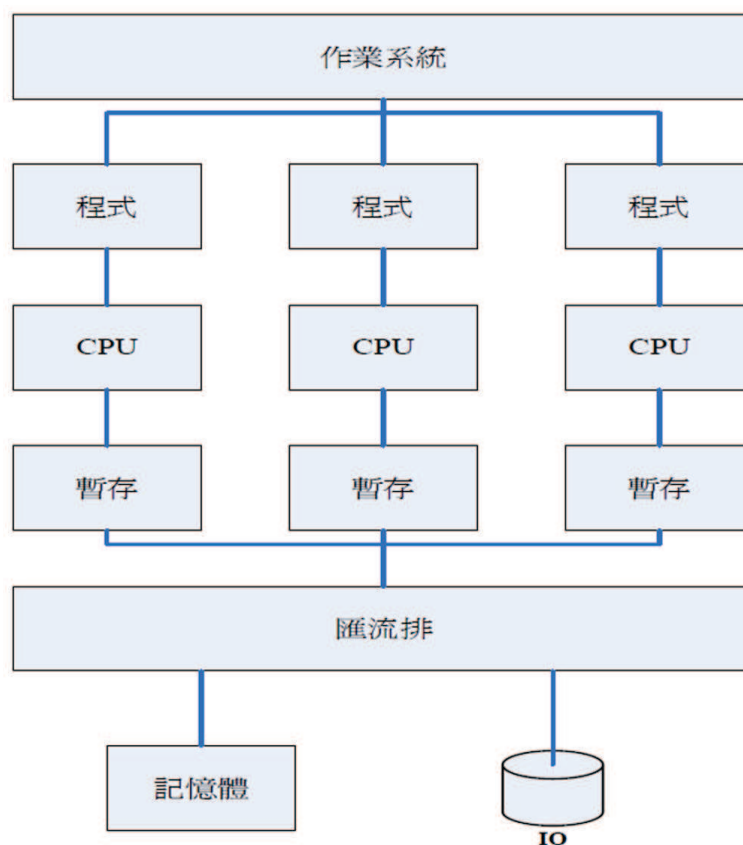 作業系統
程式 程式 程式
CPU CPU CPU
暫存 暫存 暫存
匯流排
記憶體
IO